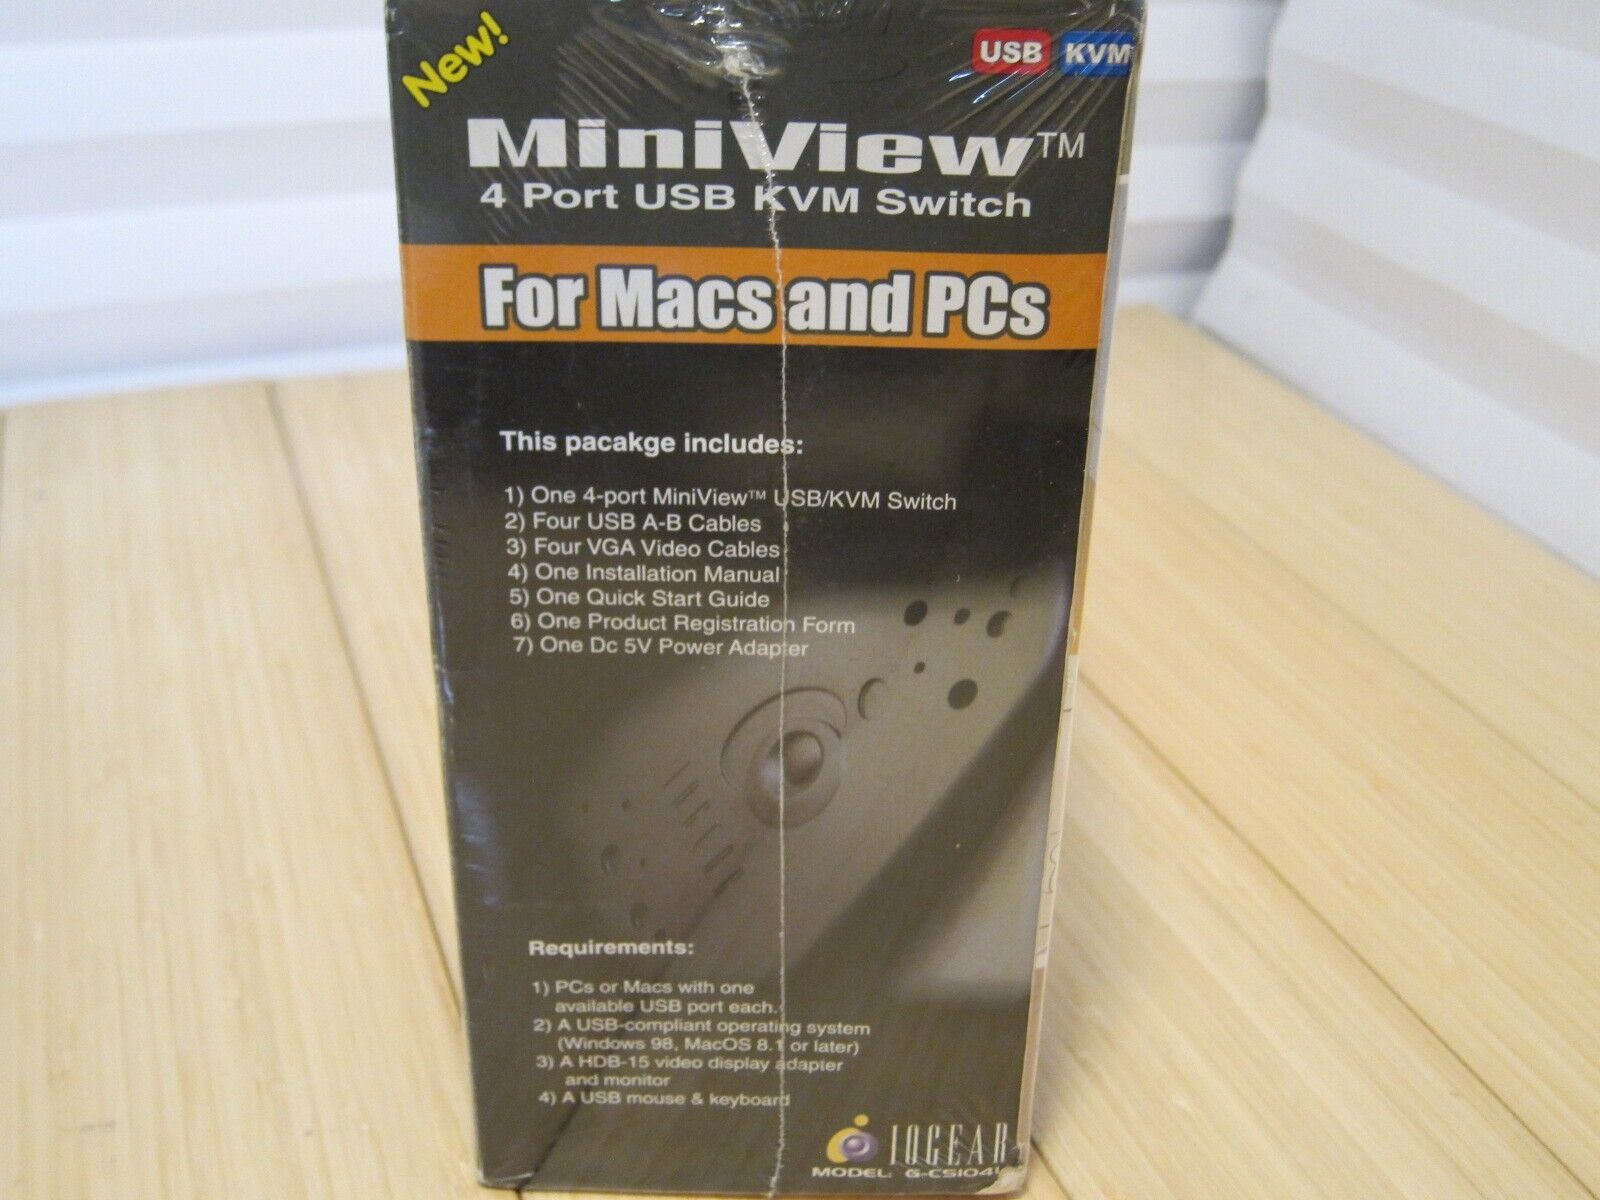 New!
USB KVM
MiniView™
4 Port USB KVM Switch
For Macs and PCs
This pacakge includes:
1) One 4-port MiniView™ USB/KVM Switch
2) Four USB A-B Cables
3) Four VGA Video Cables
4) One Installation Manual
5) One Quick Start Guide
6) One Product Registration Form
7) One Dc 5V Power Adapter
Requirements:
1) PCs or Macs with one
available USB port each.
2) A USB-compliant operating system
(Windows 98, MacOS 8.1 or later)
3) A HDB-15 video display adapter
and monitor
4) A USB mouse & keyboard
IOGEAR
MODEL: